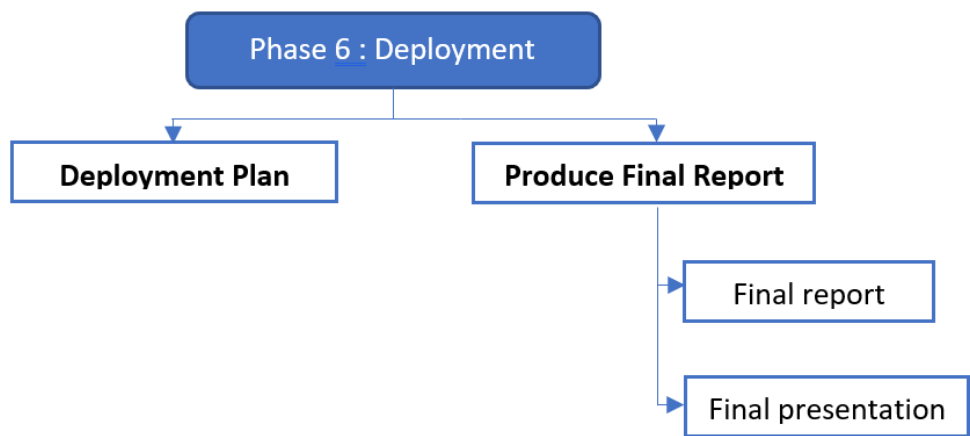 Phase 6 : Deployment
Deployment Plan
Produce Final Report
Final report
Final presentation